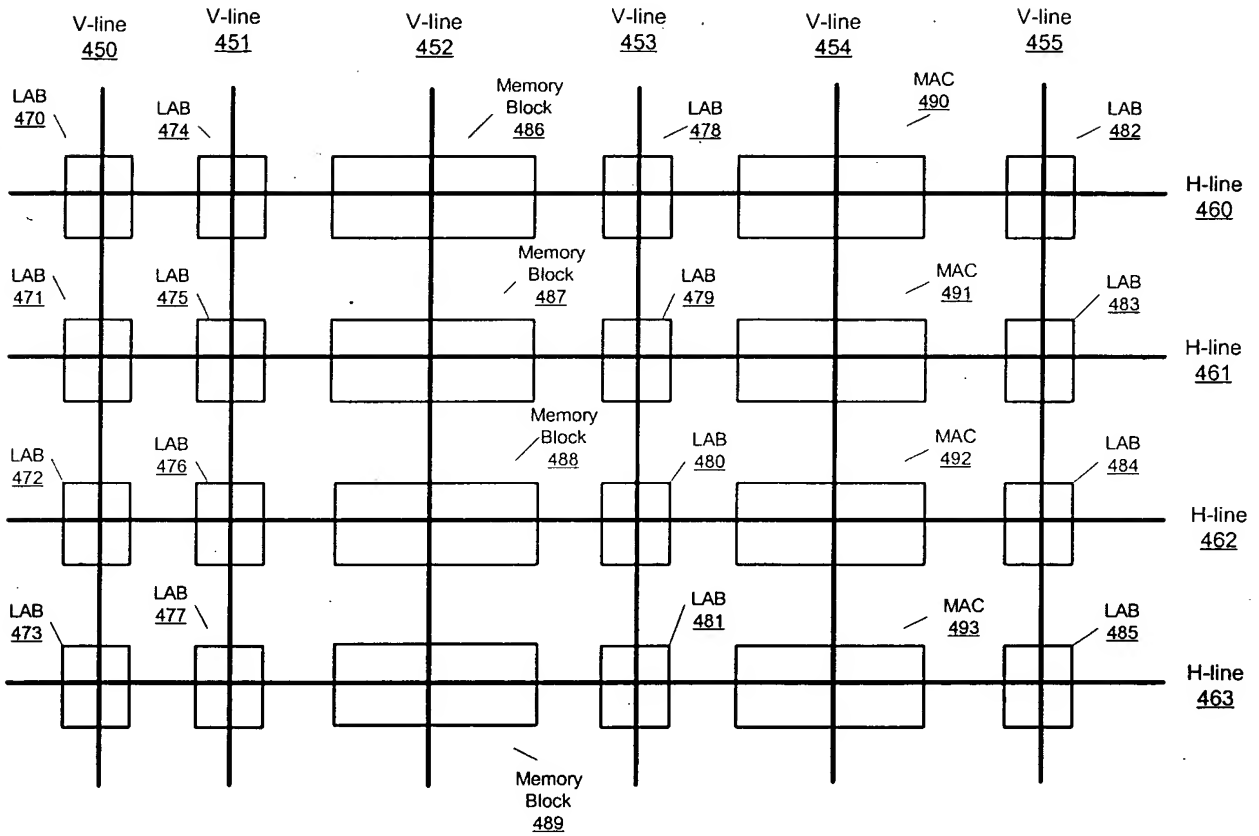 V-line
450
V-line
451
V-line
452
V-line
453
V-line
454
V-line
455
LAB
470
LAB
474
Memory
Block
486
LAB
478
MAC
490
LAB
482
H-line
460
LAB
471
LAB
475
Memory
Block
487
LAB
479
MAC
491
LAB
483
H-line
461
LAB
472
LAB
476
Memory
Block
488
LAB
480
MAC
492
LAB
484
H-line
462
LAB
473
LAB
477
LAB
481
MAC
493
LAB
485
H-line
463
Memory
Block
489